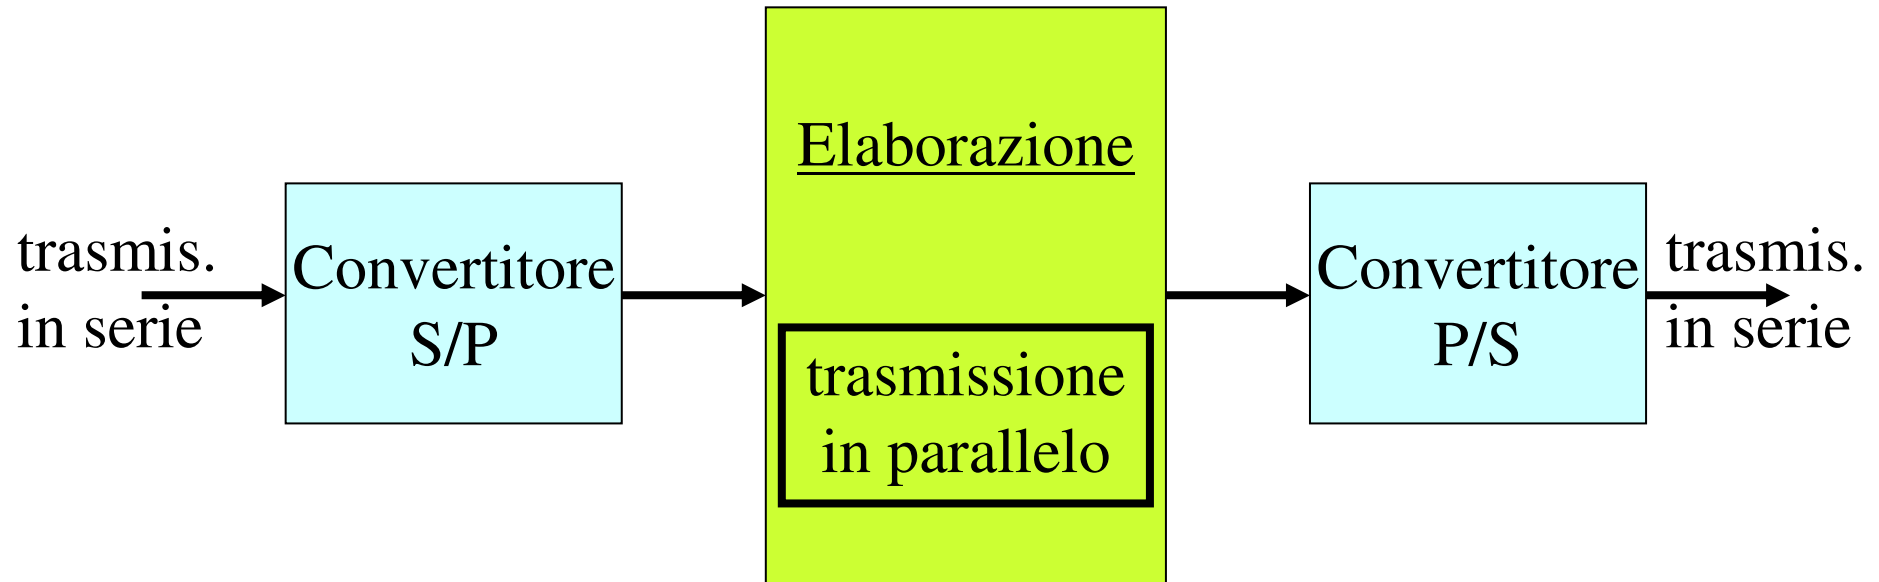 trasmis.
in serie
Convertitore
S/P
Elaborazione
trasmissione
in parallelo
Convertitore
P/S
trasmis.
in serie